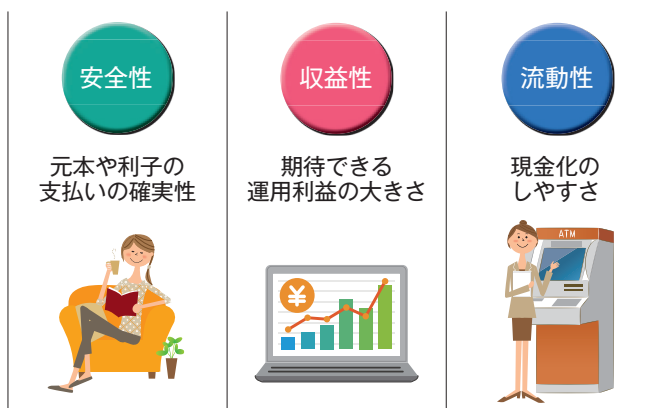 安全性
元本や利子の
支払いの確実性
収益性
期待できる
運用利益の大きさ
¥
流動性
現金化の
しやすさ
ATM